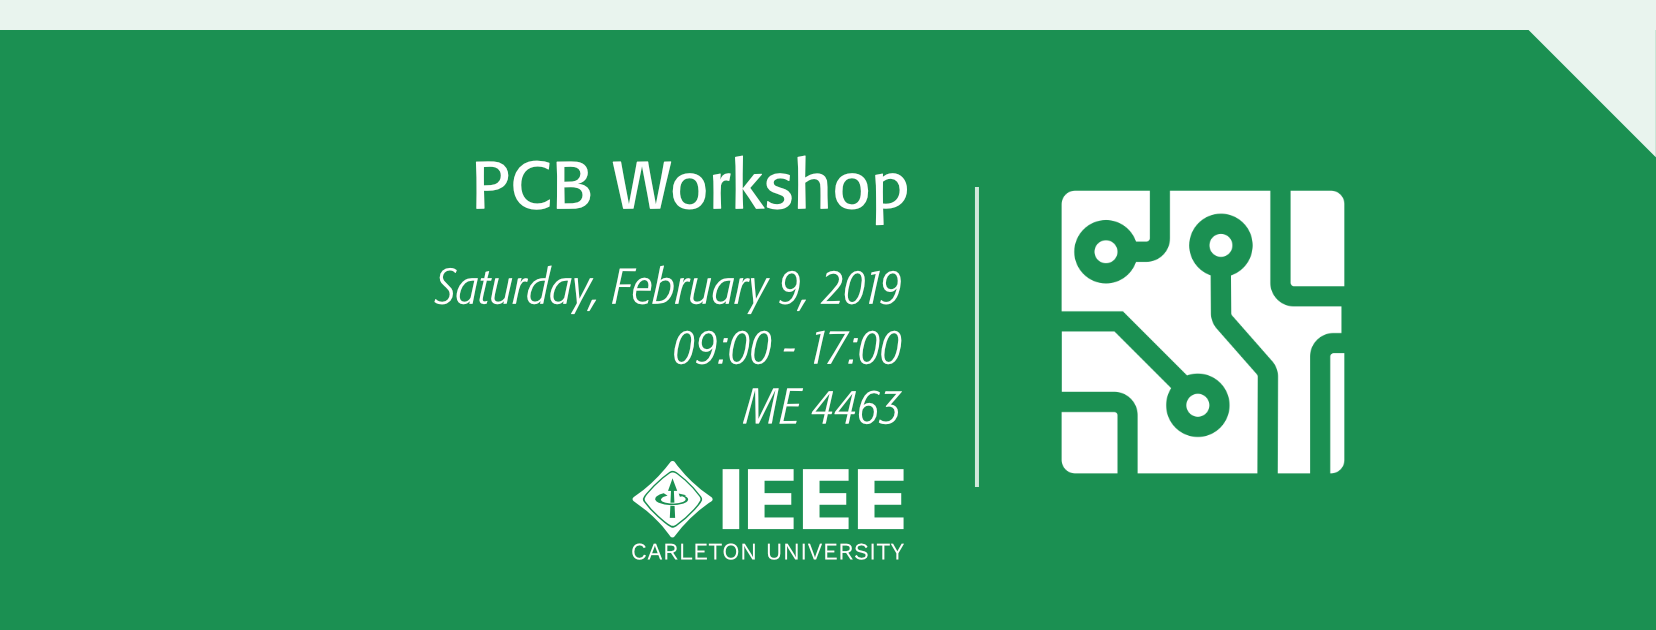 PCB Workshop
Saturday, February 9, 2019
09:00 - 17:00
ME 4463
IEEE
CARLETON UNIVERSITY